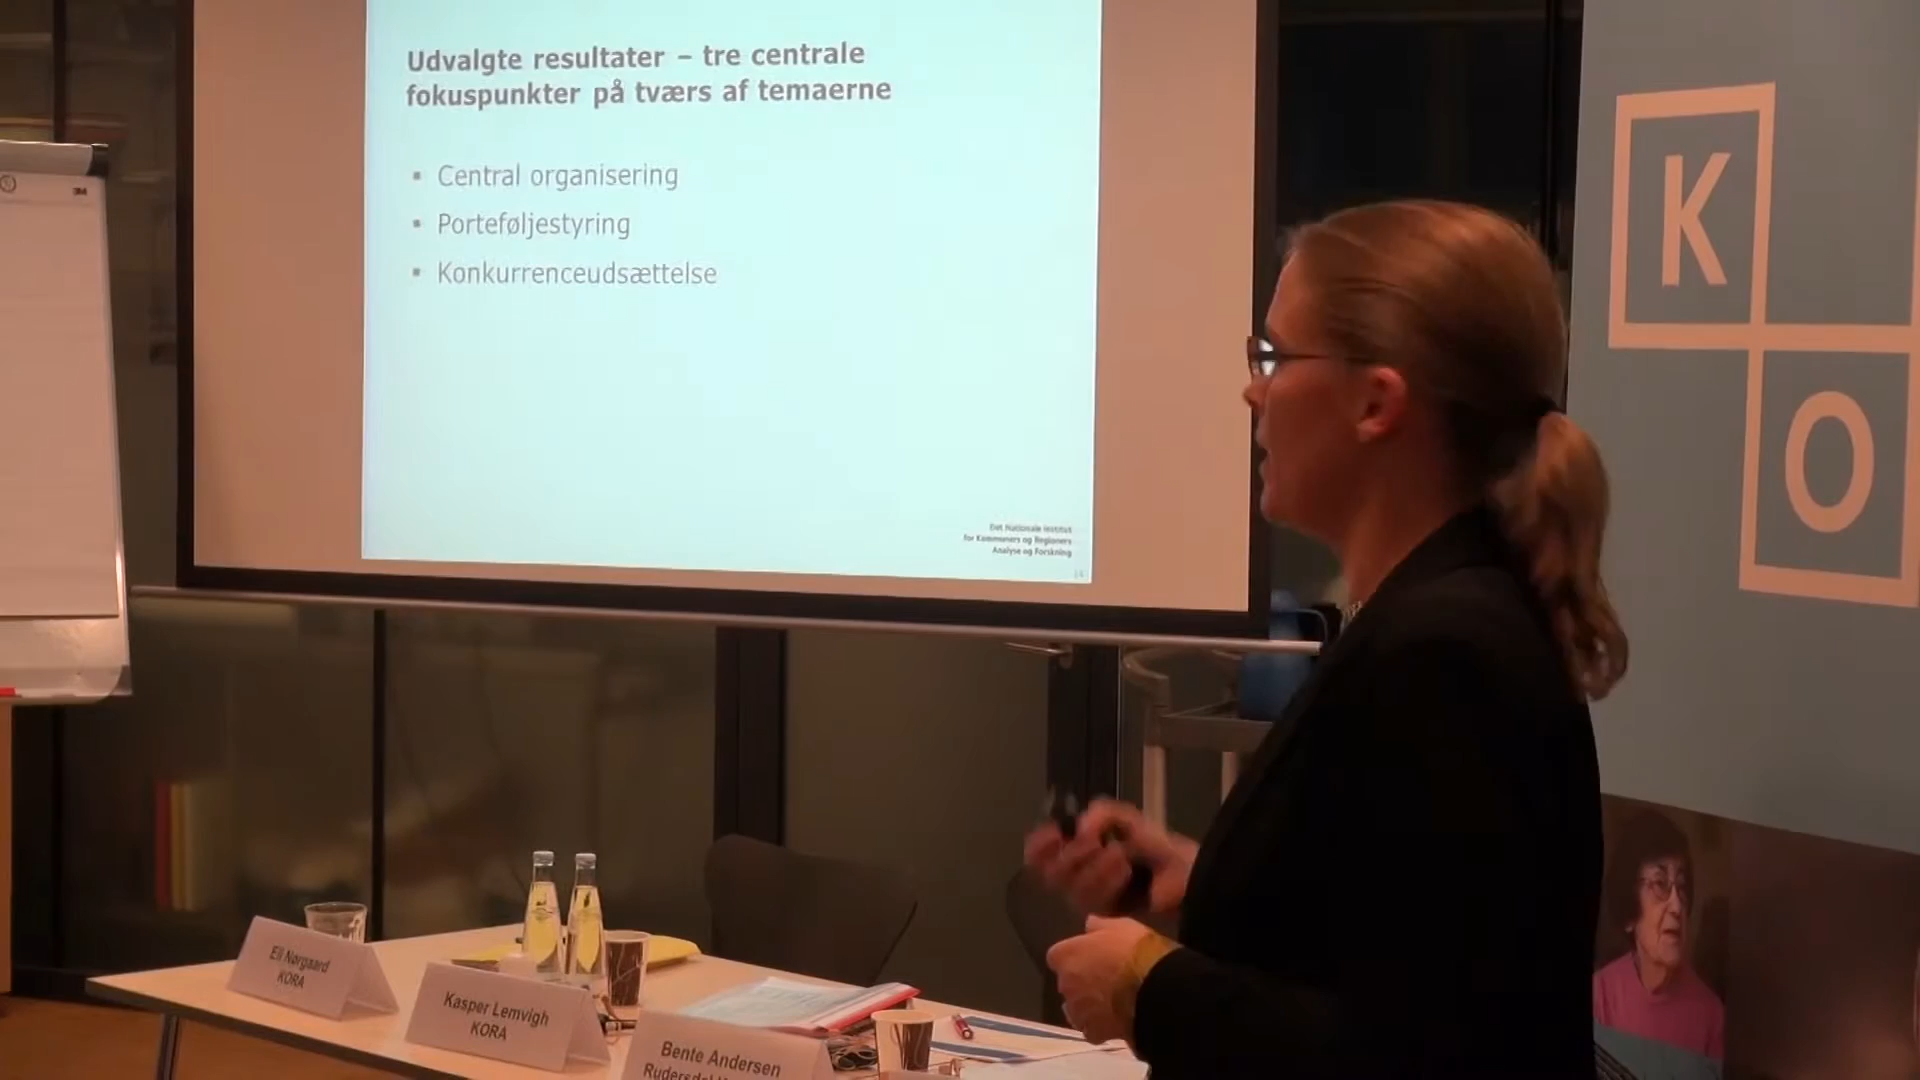 Udvalgte resultater – tre centrale
fokuspunkter på tværs af temaerne
Central organisering
Porteføljestyring
Konkurrenceudsættelse
Det Nationale Institut
for Kommuners og Regioners
Analyse og Forskning
K
O
3M
Eli Nørgaard
KORA
Kasper Lemvigh
KORA
Bente Andersen